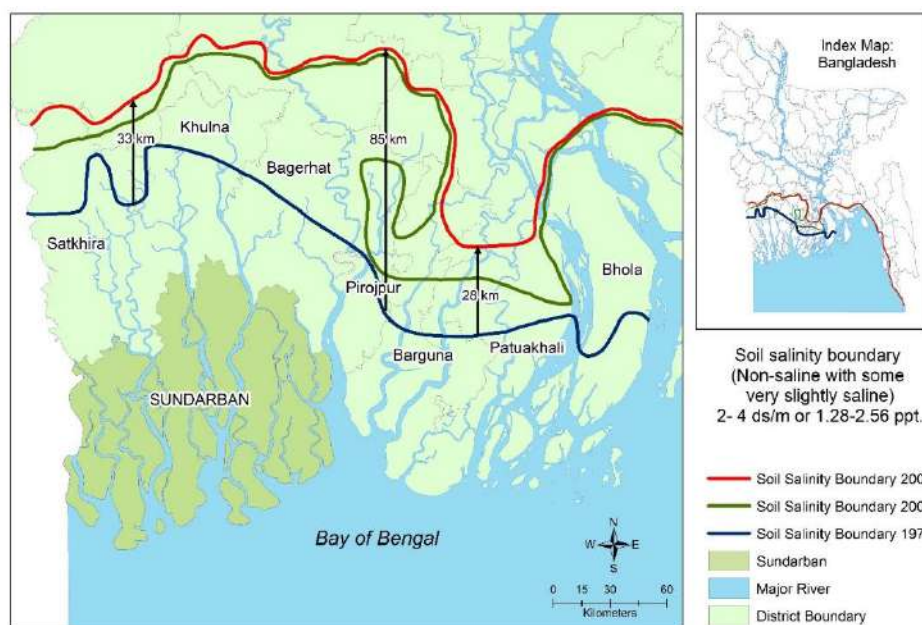 Khulna
33 km
85 km
Bagerhat
Satkhira
Pirojpur
28 km
Bhola
Barguna
Patuakhali
SUNDARBAN
Bay of Bengal
N
W E
S
0 15 30 60
Kilometers
Index Map:
Bangladesh
Soil salinity boundary
(Non-saline with some
very slightly saline)
2- 4 ds/m or 1.28-2.56 ppt.
Soil Salinity Boundary 200
Soil Salinity Boundary 200
Soil Salinity Boundary 197
Sundarban
Major River
District Boundary